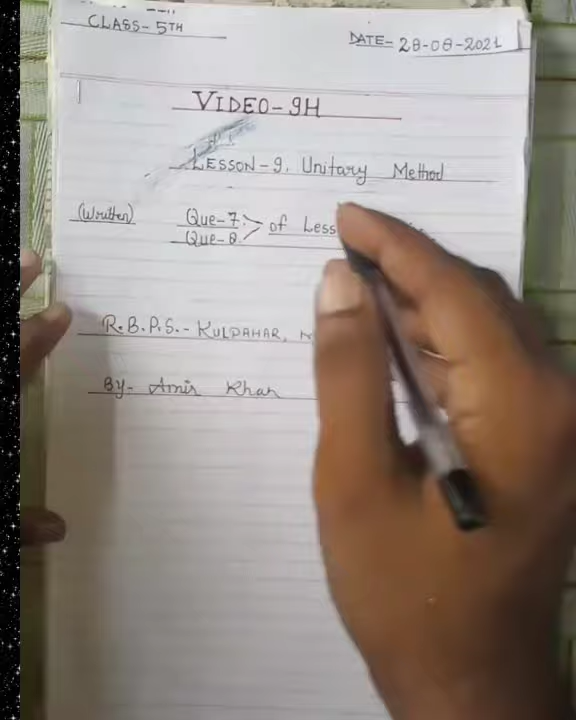 CLASS- 5TH
DATE- 28-08-2021
VIDEO- 9H
LESSON-9. Unitary Method
(Written) Que-7
Que-8 > of Less
R.B.P.S.- KULDAHAR,
By- Amir Khan